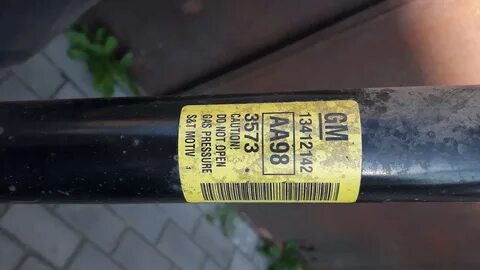 GM
13412142
AA98
3573
CAUTION:
DO NOT OPEN
GAS PRESSURE
S&T MOTIV